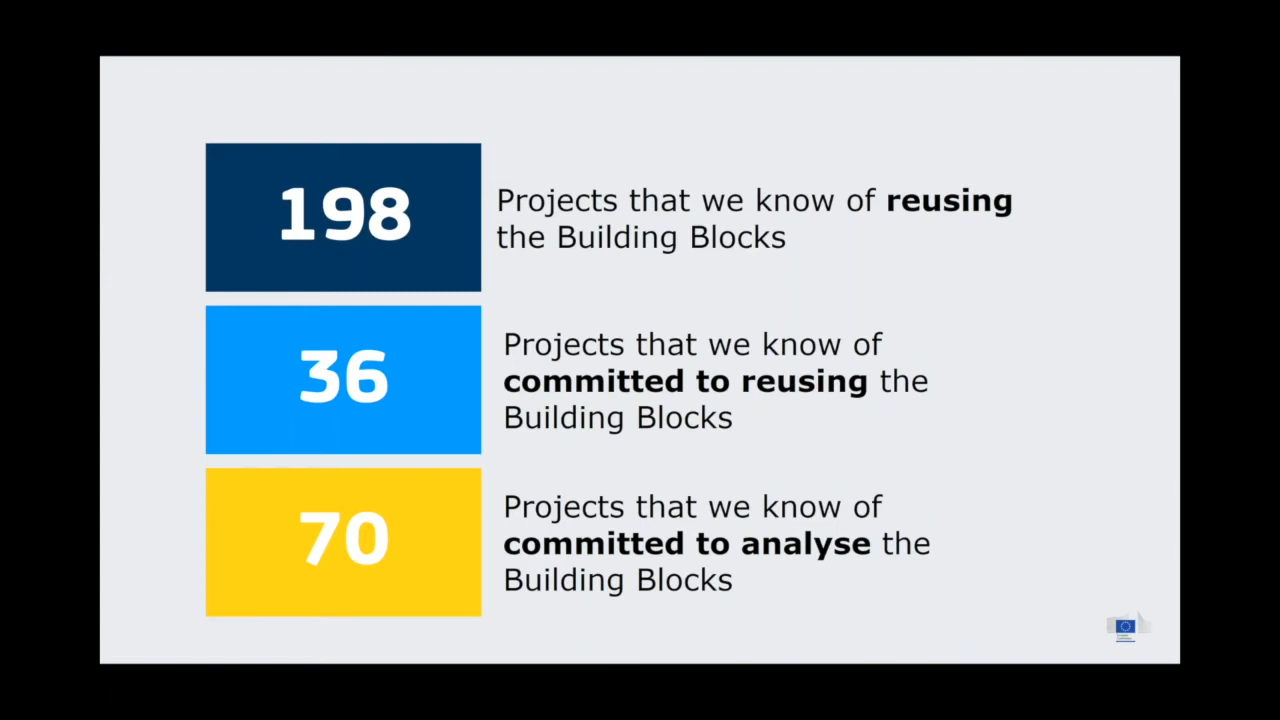 198
Projects that we know of reusing
the Building Blocks
36
Projects that we know of
committed to reusing the
Building Blocks
70
Projects that we know of
committed to analyse the
Building Blocks